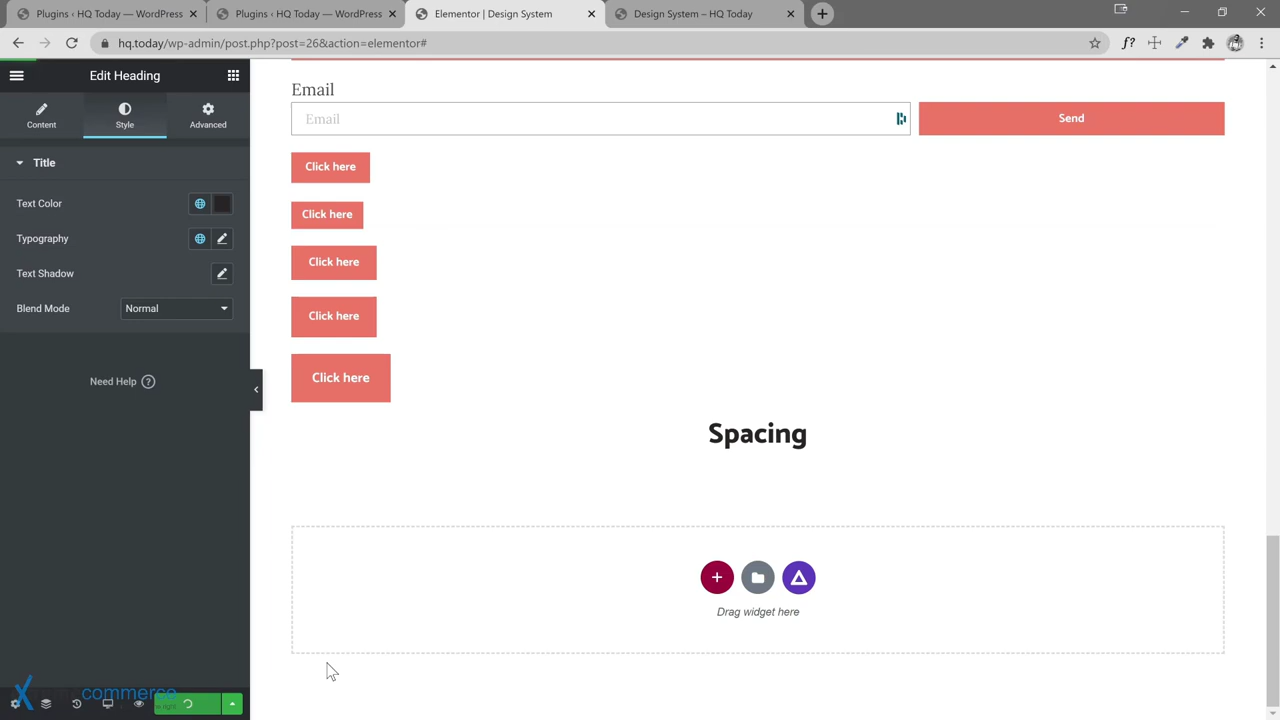 Plugins ‹ HQ Today — WordPress
Plugins ‹ HQ Today — WordPress
Elementor | Design System
Design System – HQ Today
hq.today/wp-admin/post.php?post=26&action=elementor#
Edit Heading
Content
Style
Advanced
Title
Text Color
Typography
Text Shadow
Blend Mode
Normal
Need Help
Email
Email
Send
Click here
Click here
Click here
Click here
Click here
Spacing
Drag widget here
commerce